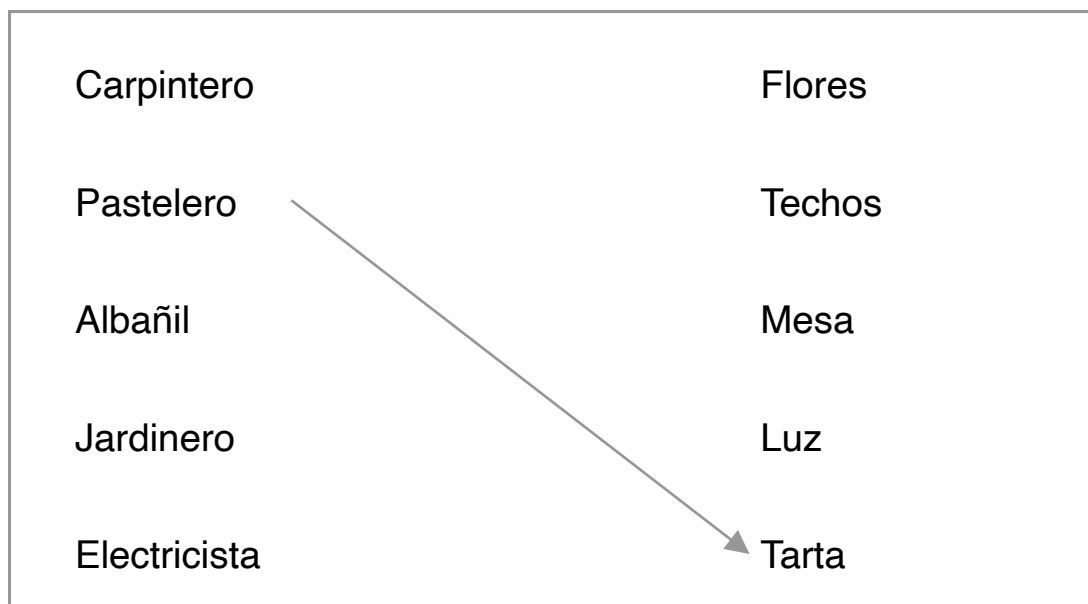 Carpintero Flores
Pastelero Techos
Albañil Mesa
Jardinero Luz
Electricista Tarta